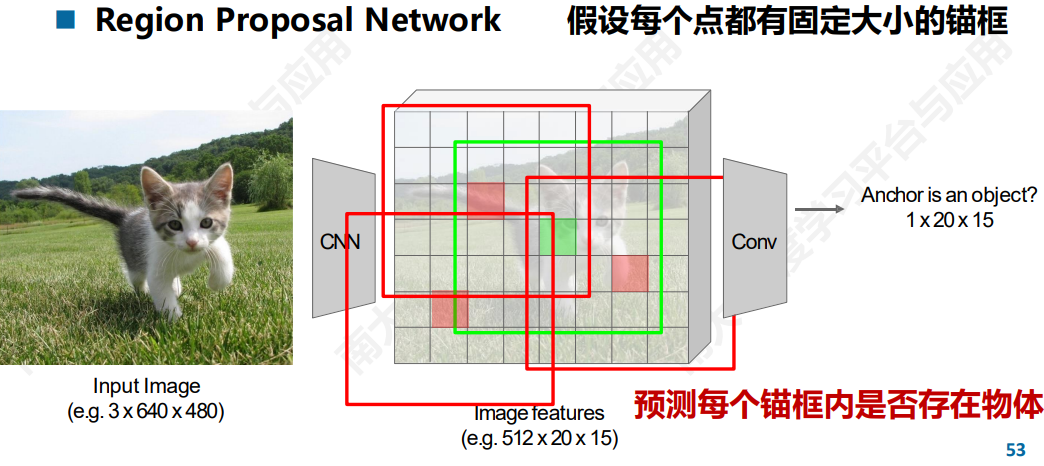 Region Proposal Network
假设每个点都有固定大小的锚框
CNN
Conv
Anchor is an object?
1 x 20 x 15
Input Image
(e.g. 3 x 640 x 480)
Image features
(e.g. 512 x 20 x 15)
预测每个锚框内是否存在物体
53